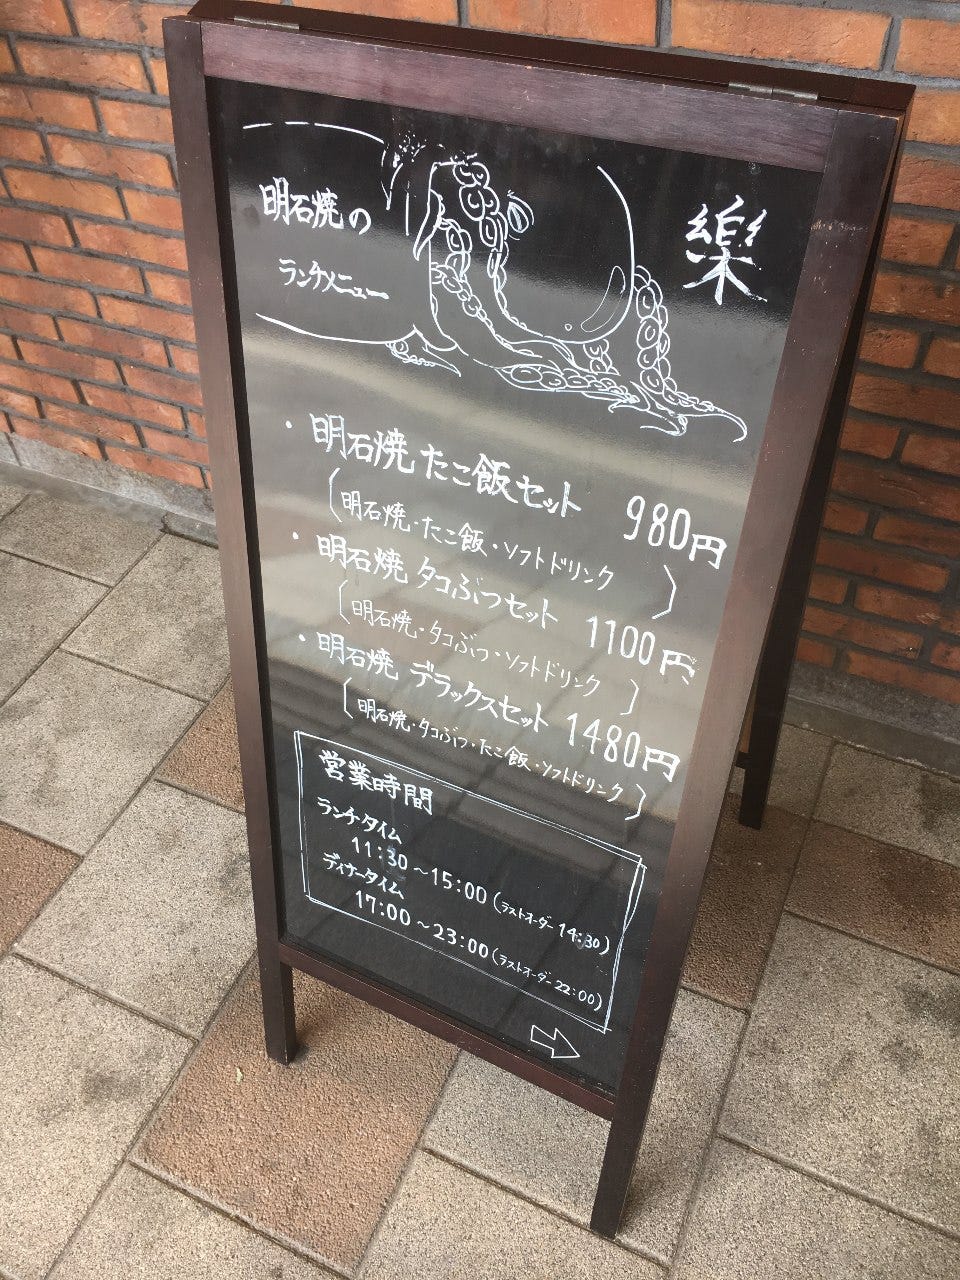 明石焼の
ランチメニュー
樂
・明石焼たこ飯セット 980円
(明石焼・たこ飯・ソフトドリンク)
・明石焼 タコぶつセット 1100円
(明石焼・タコぶつ・ソフトドリンク)
・明石焼 デラックスセット 1480円
(明石焼・タコぶつ・たこ飯・ソフトドリンク)
営業時間
ランチタイム
11:30～15:00(ラストオーダー 14:30)
ディナータイム
17:00～23:00(ラストオーダー 22:00)